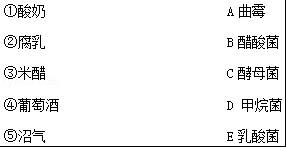 ①酸奶 A 曲霉
②腐乳 B 醋酸菌
③米醋 C 酵母菌
④葡萄酒 D 甲烷菌
⑤沼气 E 乳酸菌